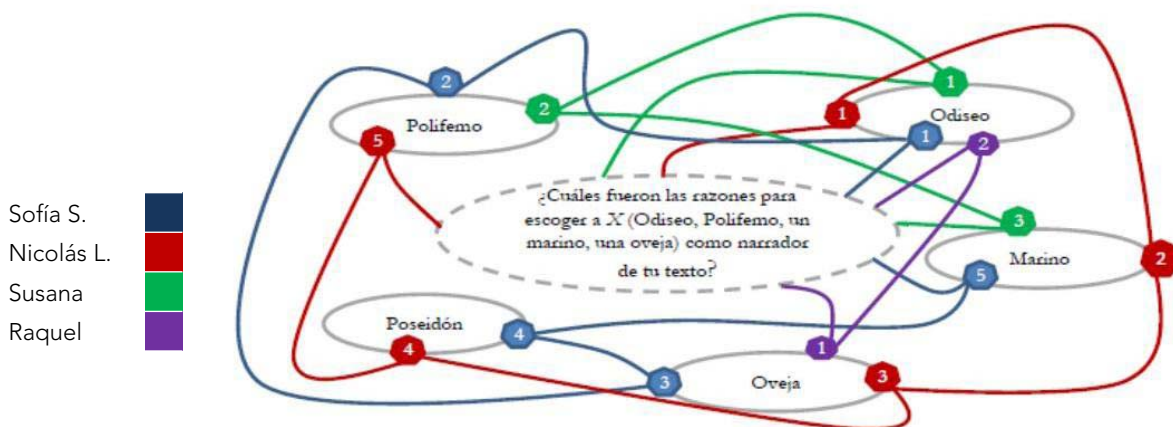 2
1
Polifemo
2
Odiseo
1
5
1
2
¿Cuáles fueron las razones para
escoger a X (Odiseo, Polifemo, un
marino, una oveja) como narrador
de tu texto?
3
Marino
2
5
Sofía S.
Nicolás L.
Susana
Raquel
Poseidón
4
4
1
3
Oveja
3